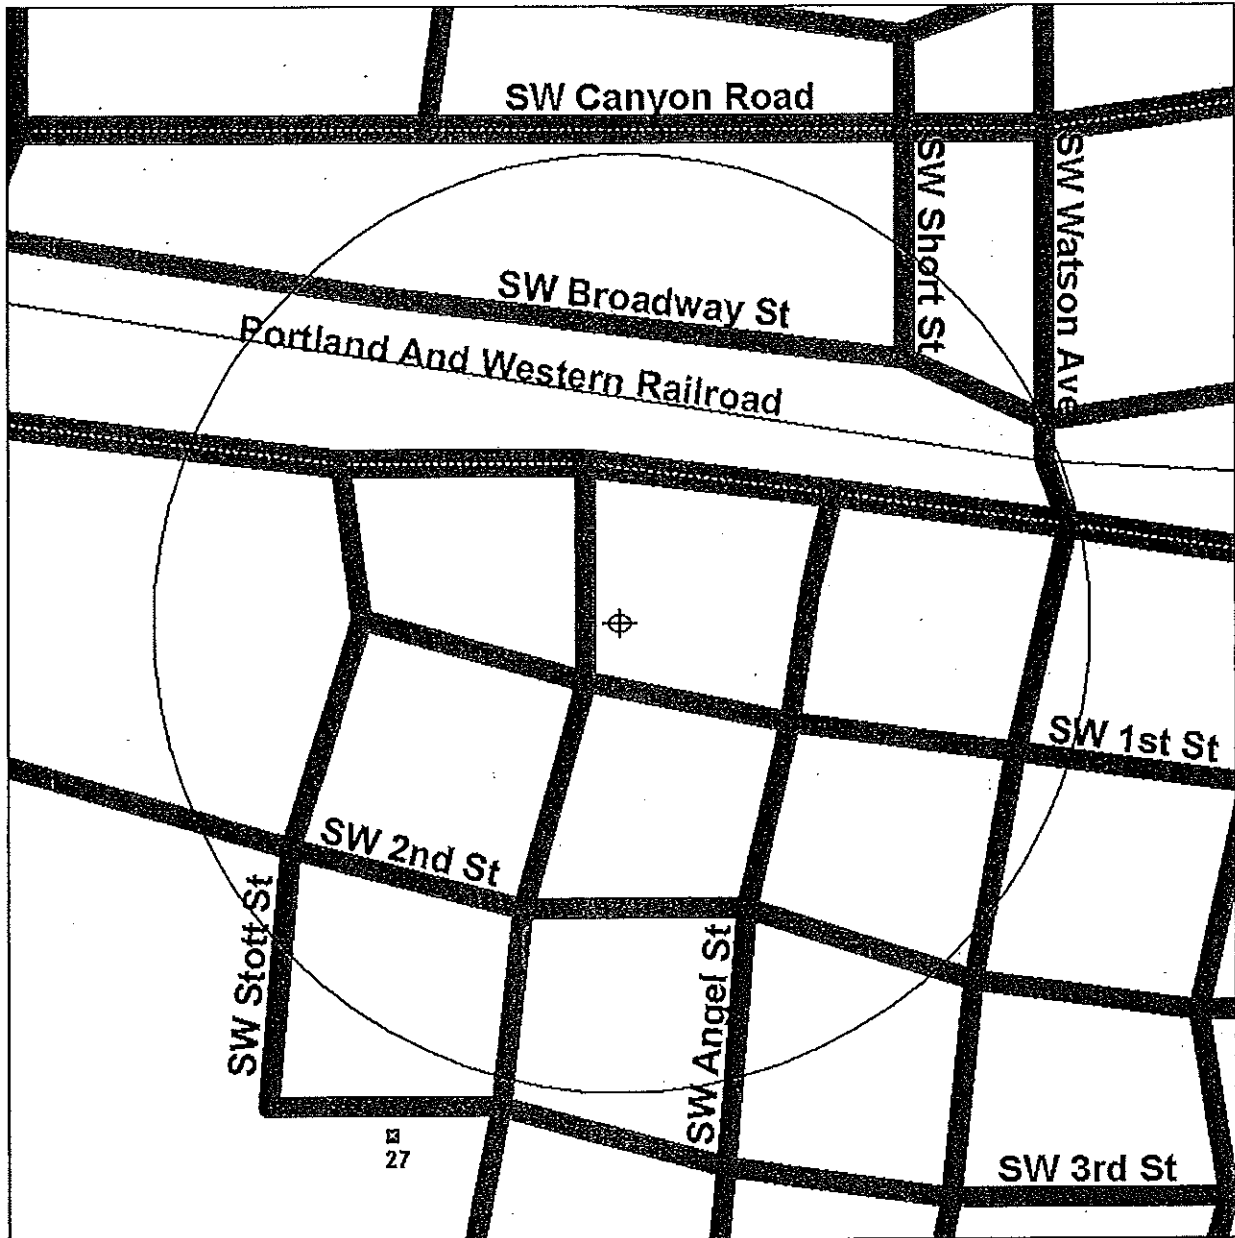 SW Canyon Road
SW Short St
SW Watson Ave
SW Broadway St
Portland And Western Railroad
SW 1st St
SW 2nd St
SW Stott St
SW Angel St
27
SW 3rd St